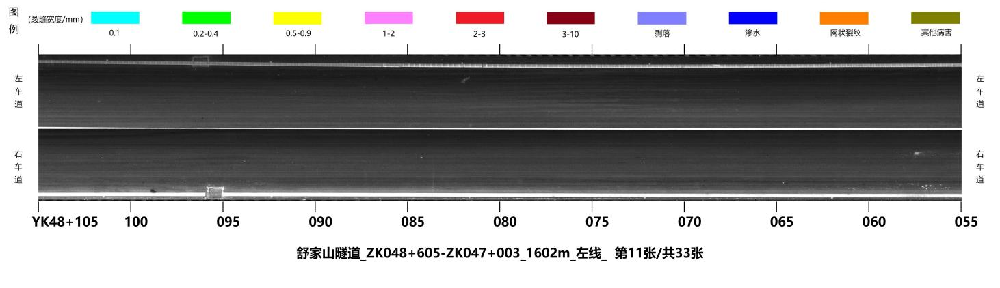 图例
(裂缝宽度/mm)
0.1 0.2-0.4 0.5-0.9 1-2 2-3 3-10 剥落 渗水 网状裂纹 其他病害
左车道 左车道
右车道 右车道
YK48+105 100 095 090 085 080 075 070 065 060 055
舒家山隧道_ZK048+605-ZK047+003_1602m_左线_ 第11张/共33张